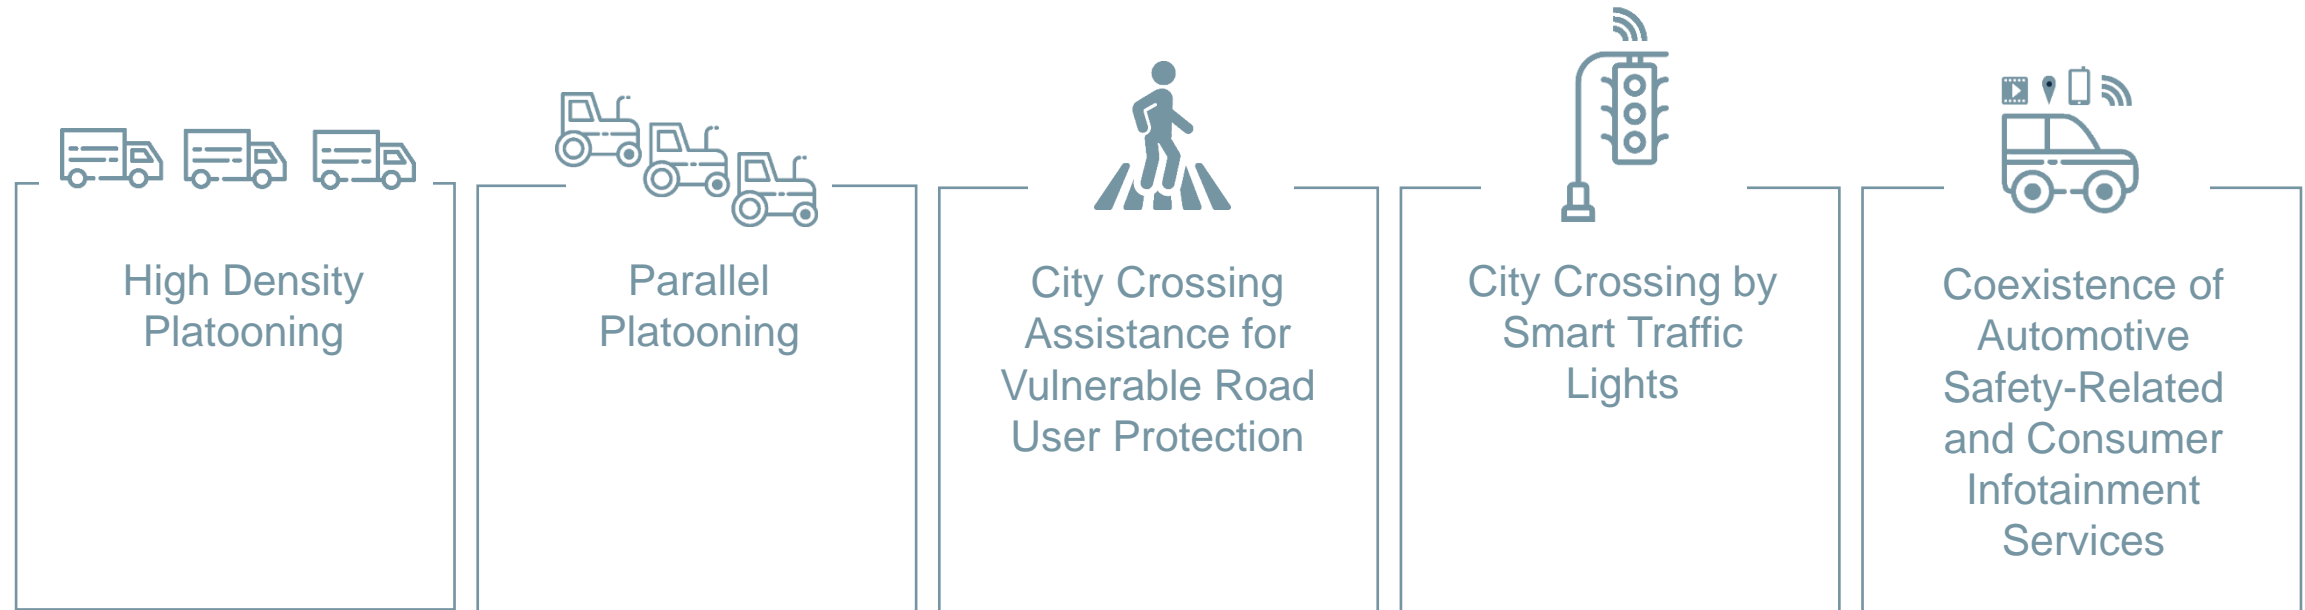 High Density
Platooning
Parallel
Platooning
City Crossing
Assistance for
Vulnerable Road
User Protection
City Crossing by
Smart Traffic
Lights
Coexistence of
Automotive
Safety-Related
and Consumer
Infotainment
Services